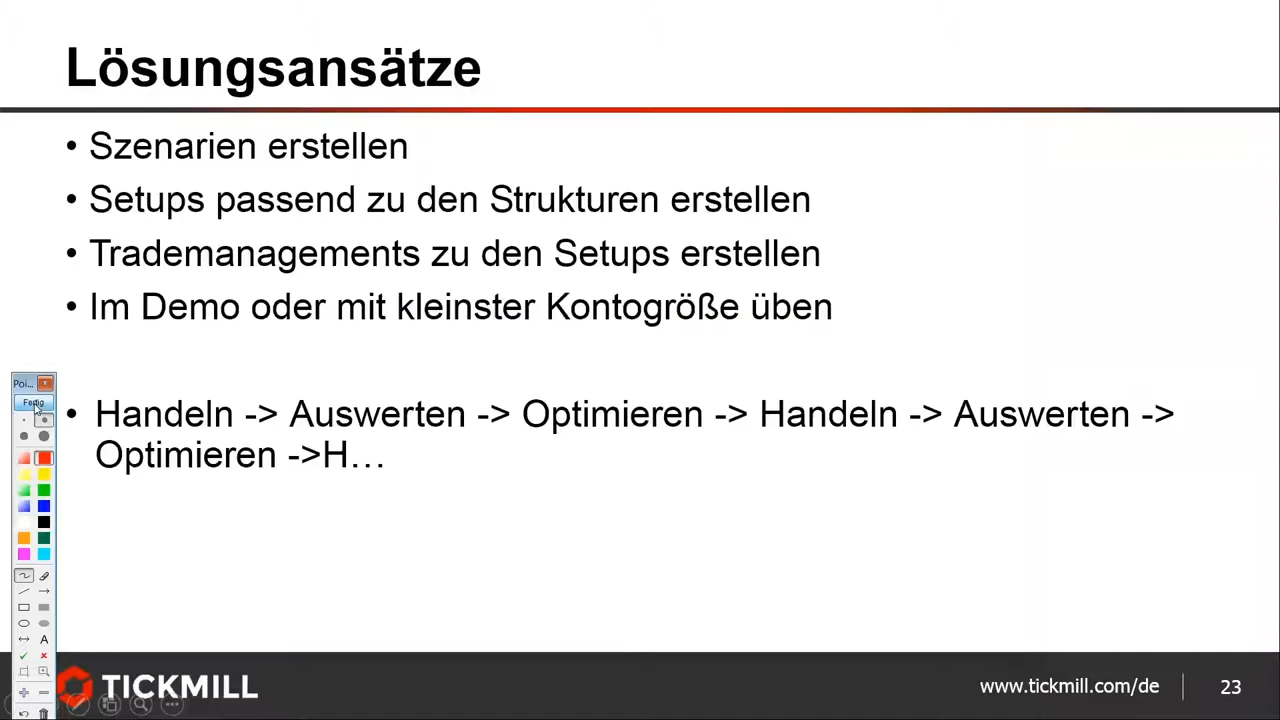 Lösungsansätze
• Szenarien erstellen
• Setups passend zu den Strukturen erstellen
• Trademanagements zu den Setups erstellen
• Im Demo oder mit kleinster Kontogröße üben
Poi...
Fertig
• Handeln -> Auswerten -> Optimieren -> Handeln -> Auswerten ->
Optimieren ->H…
A
TICKMILL
www.tickmill.com/de
23